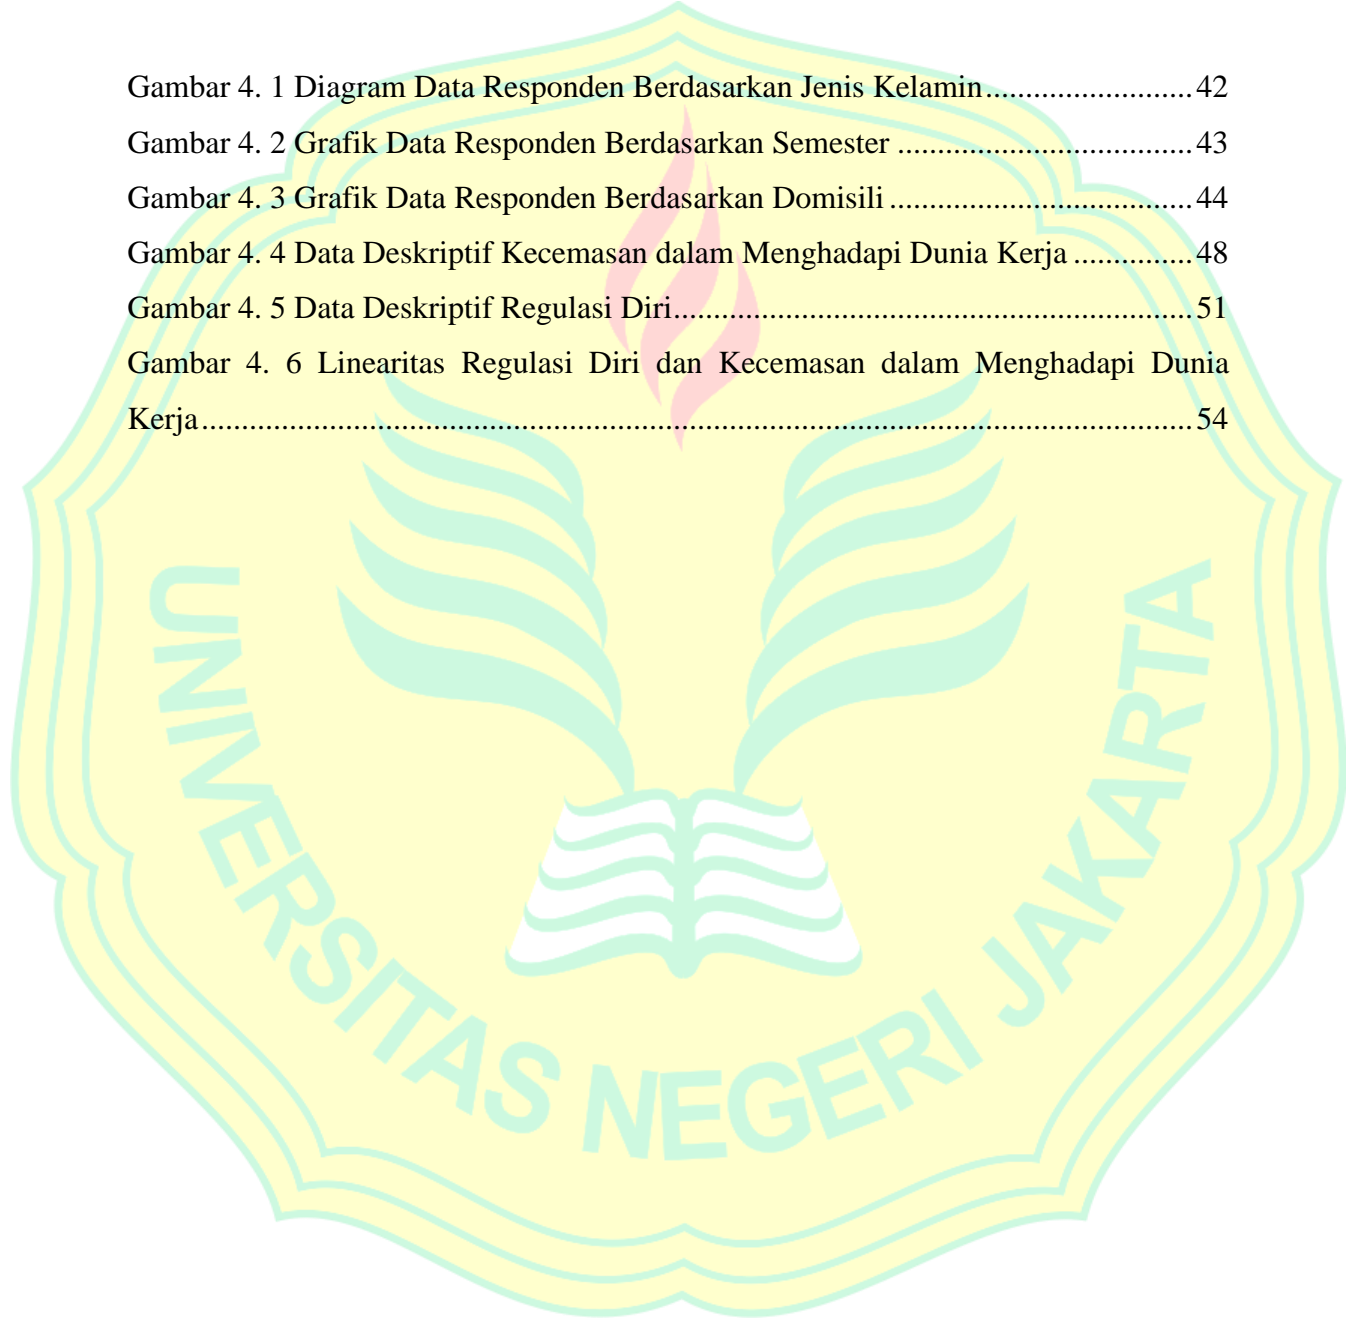 Gambar 4. 1 Diagram Data Responden Berdasarkan Jenis Kelamin..........................42
Gambar 4. 2 Grafik Data Responden Berdasarkan Semester .....................................43
Gambar 4. 3 Grafik Data Responden Berdasarkan Domisili ......................................44
Gambar 4. 4 Data Deskriptif Kecemasan dalam Menghadapi Dunia Kerja ...............48
Gambar 4. 5 Data Deskriptif Regulasi Diri.................................................................51
Gambar 4. 6 Linearitas Regulasi Diri dan Kecemasan dalam Menghadapi Dunia
Kerja............................................................................................................................54
UNIVERSITAS NEGERI JAKARTA